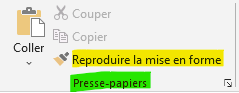 Couper
Copier
Coller
Reproduire la mise en forme
Presse-papiers